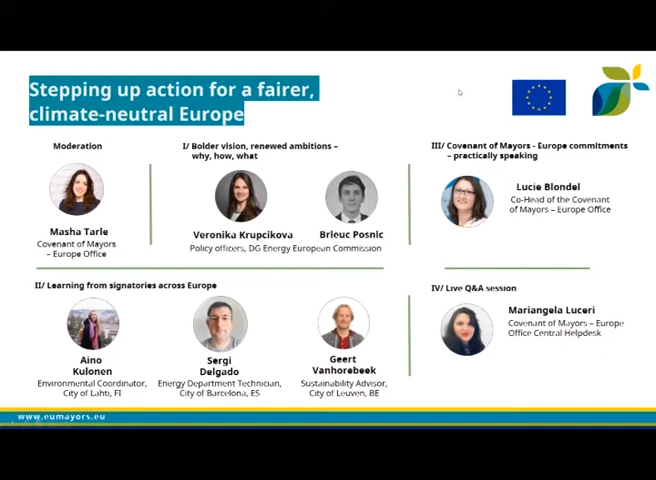 Stepping up action for a fairer,
climate-neutral Europe
Moderation
Masha Tarle
Covenant of Mayors
– Europe Office
I/ Bolder vision, renewed ambitions –
why, how, what
Veronika Krupcikova
Brieuc Posnic
Policy officers, DG Energy European Commission
III/ Covenant of Mayors - Europe commitments
– practically speaking
Lucie Blondel
Co-Head of the Covenant
of Mayors – Europe Office
II/ Learning from signatories across Europe
Aino
Kulonen
Environmental Coordinator,
City of Lahti, FI
Sergi
Delgado
Energy Department Technician,
City of Barcelona, ES
Geert
Vanhorebeek
Sustainability Advisor,
City of Leuven, BE
IV/ Live Q&A session
Mariangela Luceri
Covenant of Mayors – Europe
Office Central Helpdesk
www.eumayors.eu